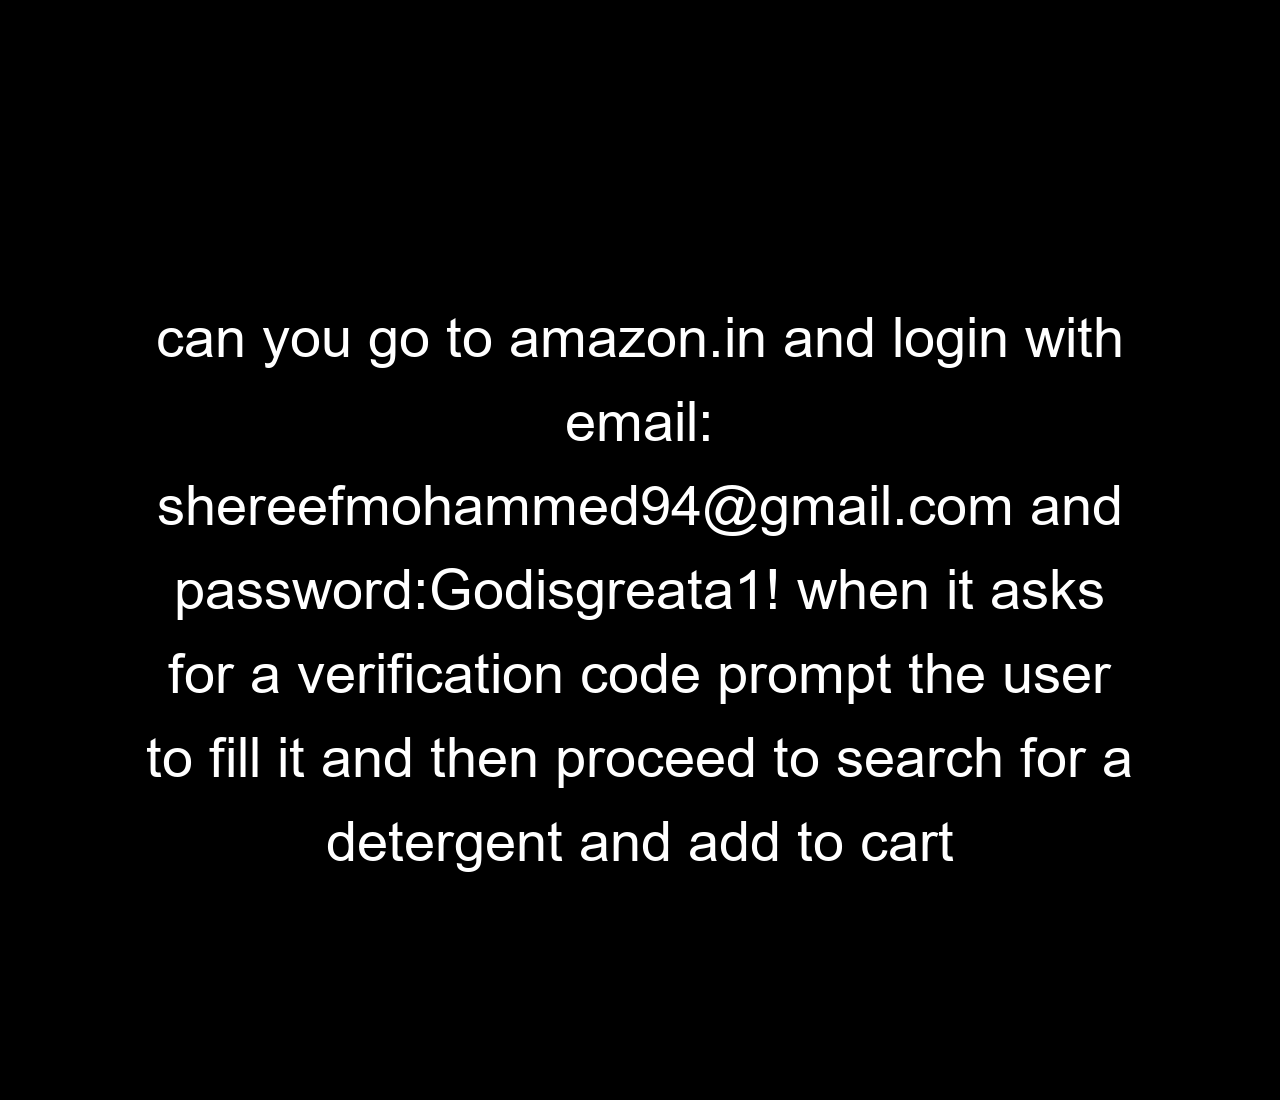 can you go to amazon.in and login with
email:
shereefmohammed94@gmail.com and
password:Godisgreata1! when it asks
for a verification code prompt the user
to fill it and then proceed to search for a
detergent and add to cart